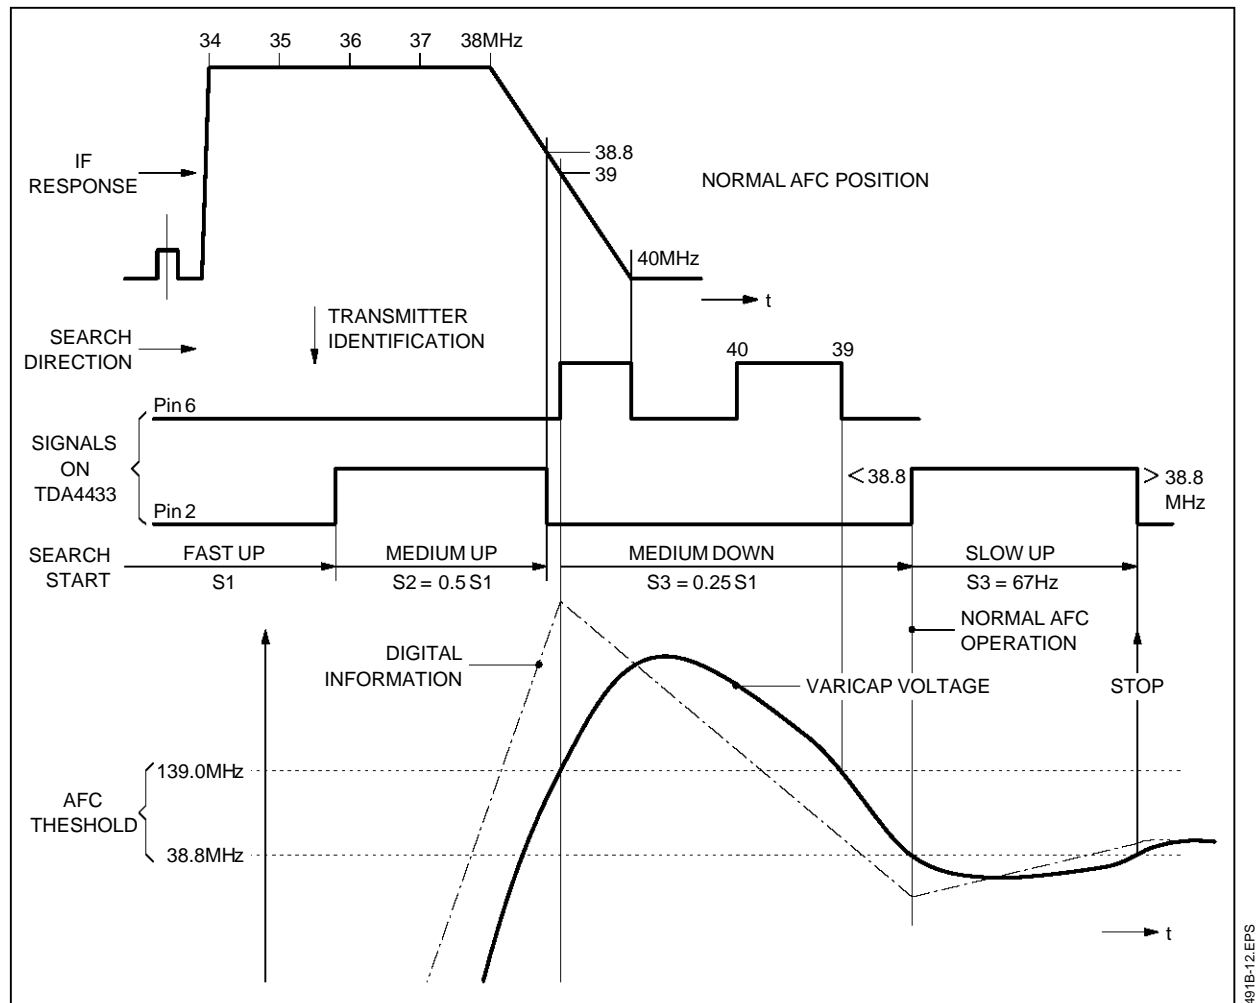 34 35 36 37 38MHz
38.8
39
IF
RESPONSE
NORMAL AFC POSITION
40MHz
t
TRANSMITTER
IDENTIFICATION
SEARCH
DIRECTION
40 39
Pin 6
SIGNALS
ON
TDA4433
< 38.8
> 38.8
MHz
Pin 2
SEARCH
START
FAST UP
S1
MEDIUM UP
S2 = 0.5 S1
MEDIUM DOWN
S3 = 0.25 S1
SLOW UP
S3 = 67Hz
NORMAL AFC
OPERATION
DIGITAL
INFORMATION
VARICAP VOLTAGE
STOP
139.0MHz
AFC
THESHOLD
38.8MHz
t
491B-12.EPS